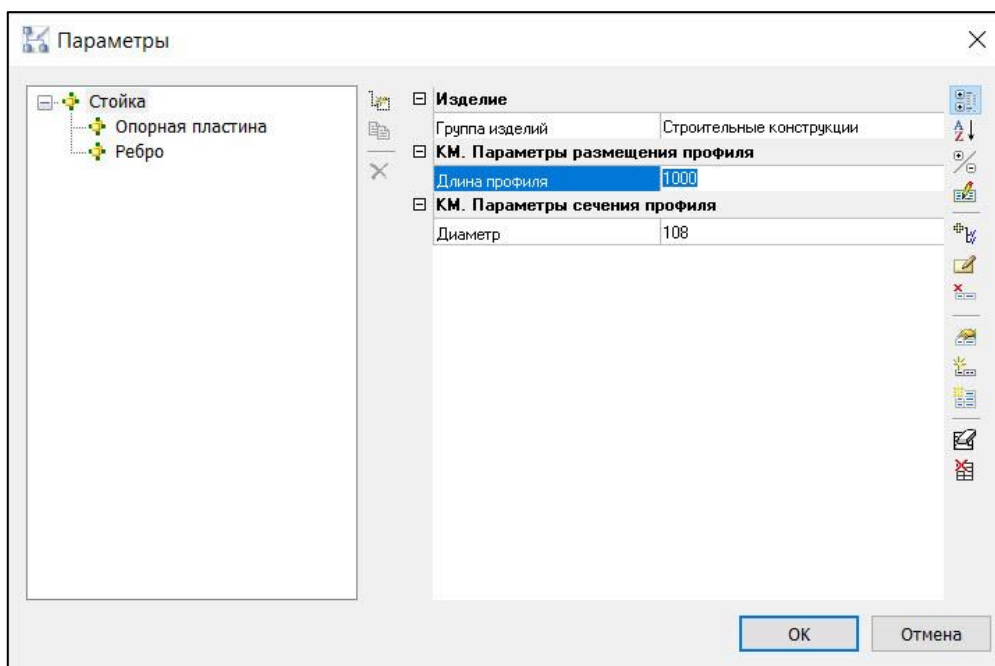 Параметры
Стойка
Опорная пластина
Ребро
Изделие
Группа изделий Строительные конструкции
КМ. Параметры размещения профиля
Длина профиля 1000
КМ. Параметры сечения профиля
Диаметр 108
OK Отмена